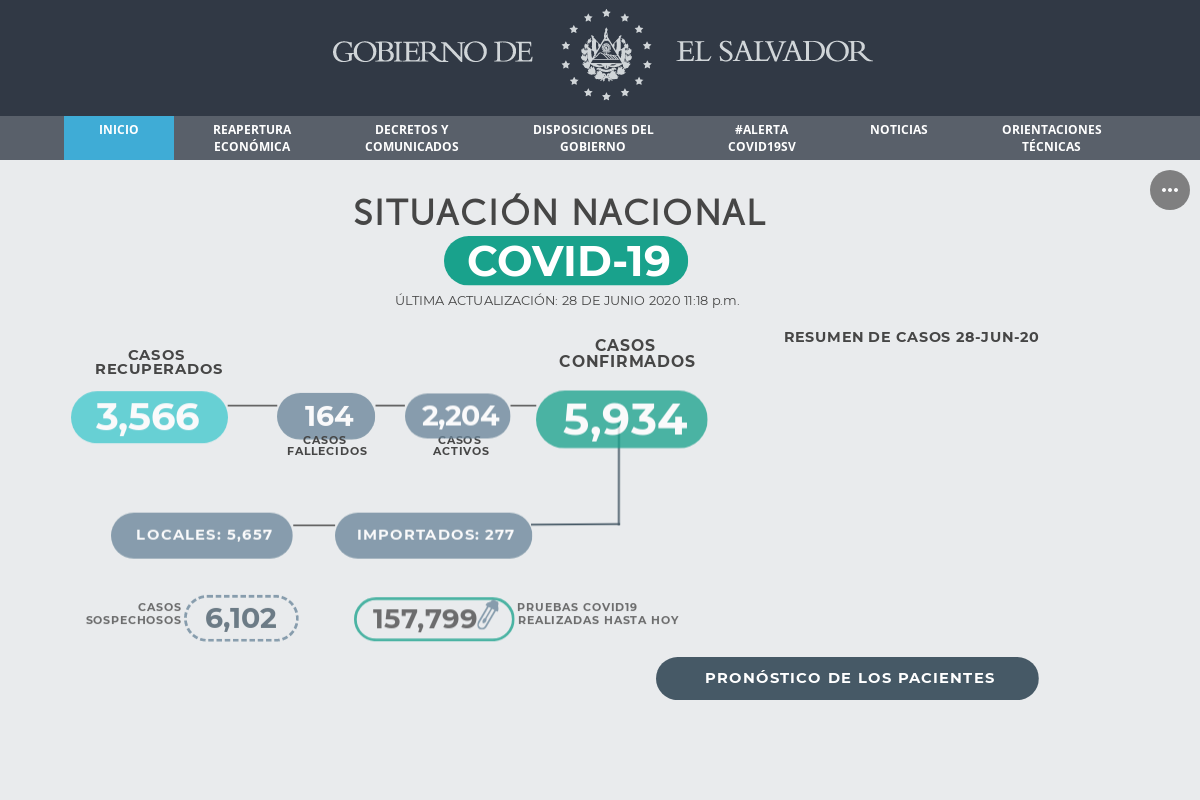 GOBIERNO DE EL SALVADOR
INICIO
REAPERTURA
ECONÓMICA
DECRETOS Y
COMUNICADOS
DISPOSICIONES DEL
GOBIERNO
#ALERTA
COVID19SV
NOTICIAS
ORIENTACIONES
TÉCNICAS
SITUACIÓN NACIONAL
COVID-19
ÚLTIMA ACTUALIZACIÓN: 28 DE JUNIO 2020 11:18 p.m.
RESUMEN DE CASOS 28-JUN-20
CASOS
RECUPERADOS
3,566
164
CASOS
FALLECIDOS
2,204
CASOS
ACTIVOS
CASOS
CONFIRMADOS
5,934
LOCALES: 5,657
IMPORTADOS: 277
CASOS
SOSPECHOSOS
6,102
157,799
PRUEBAS COVID19
REALIZADAS HASTA HOY
PRONÓSTICO DE LOS PACIENTES